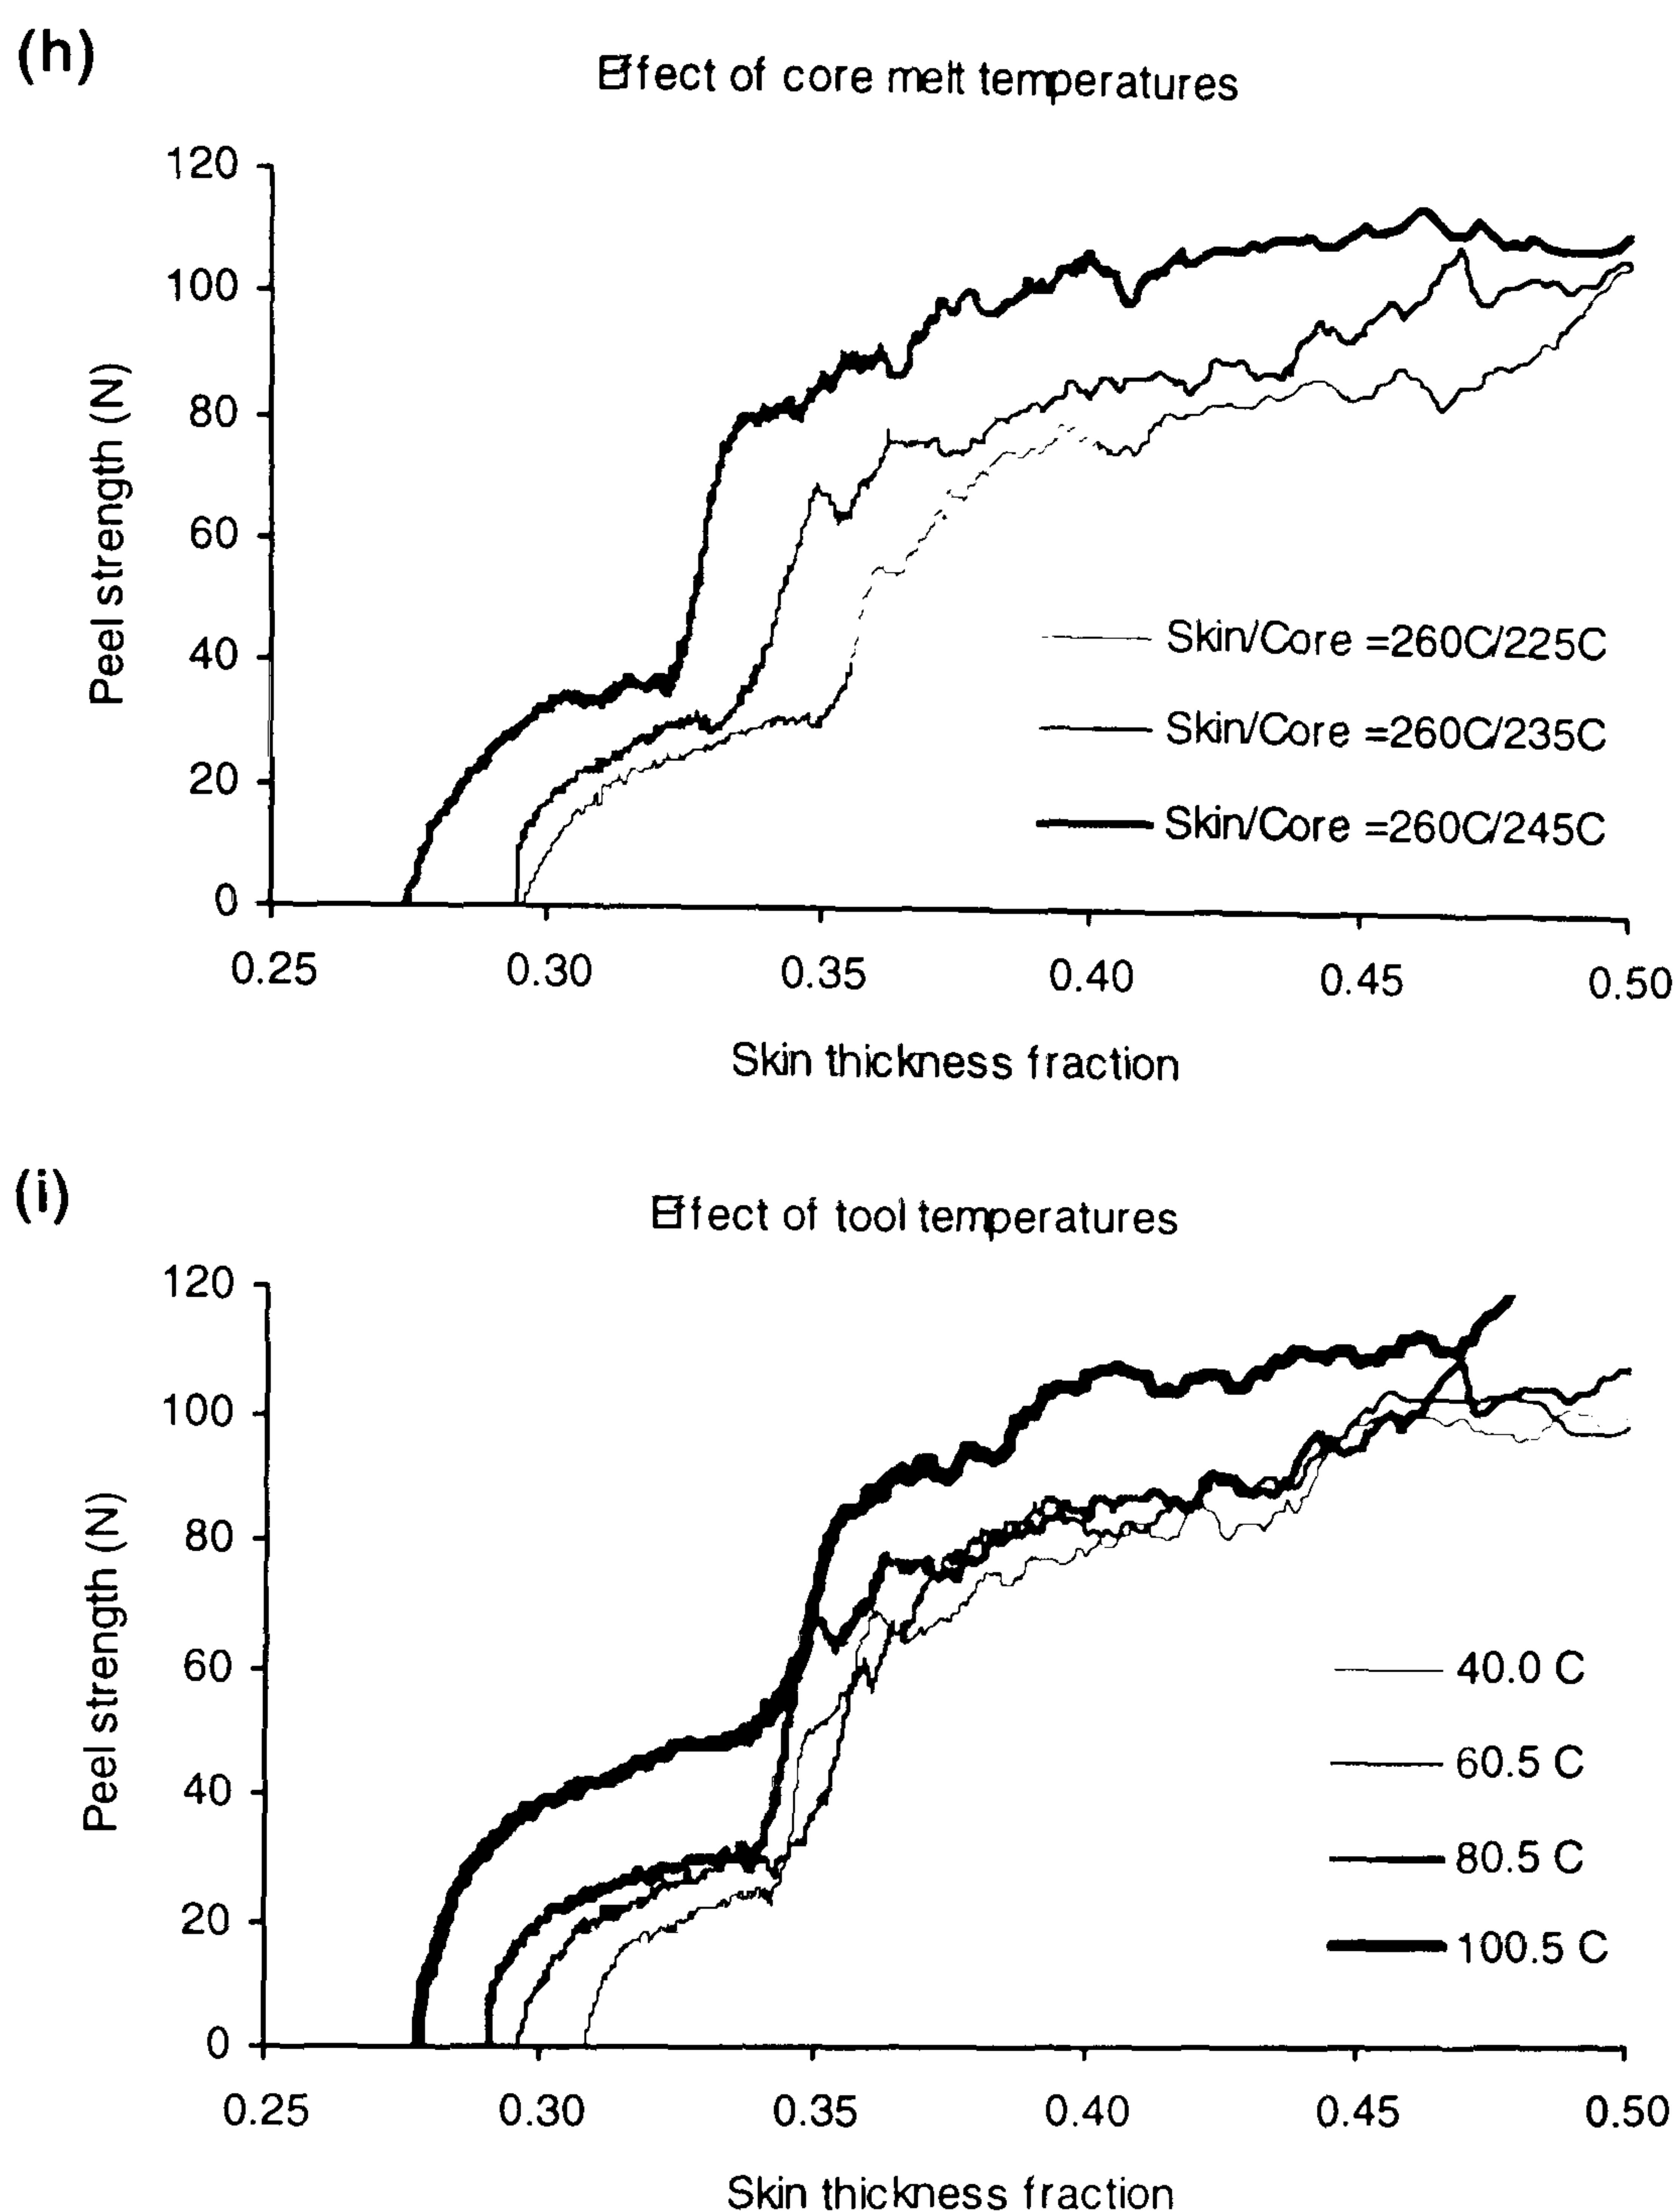 (h)
Effect of core melt temperatures
120
100
80
60
40
20
0
Peel strength (N)
Skin/Core =260C/225C
Skin/Core =260C/235C
Skin/Core =260C/245C
0.25 0.30 0.35 0.40 0.45 0.50
Skin thickness fraction
(i)
Effect of tool temperatures
120
100
80
60
40
20
0
Peel strength (N)
40.0 C
60.5 C
80.5 C
100.5 C
0.25 0.30 0.35 0.40 0.45 0.50
Skin thickness fraction